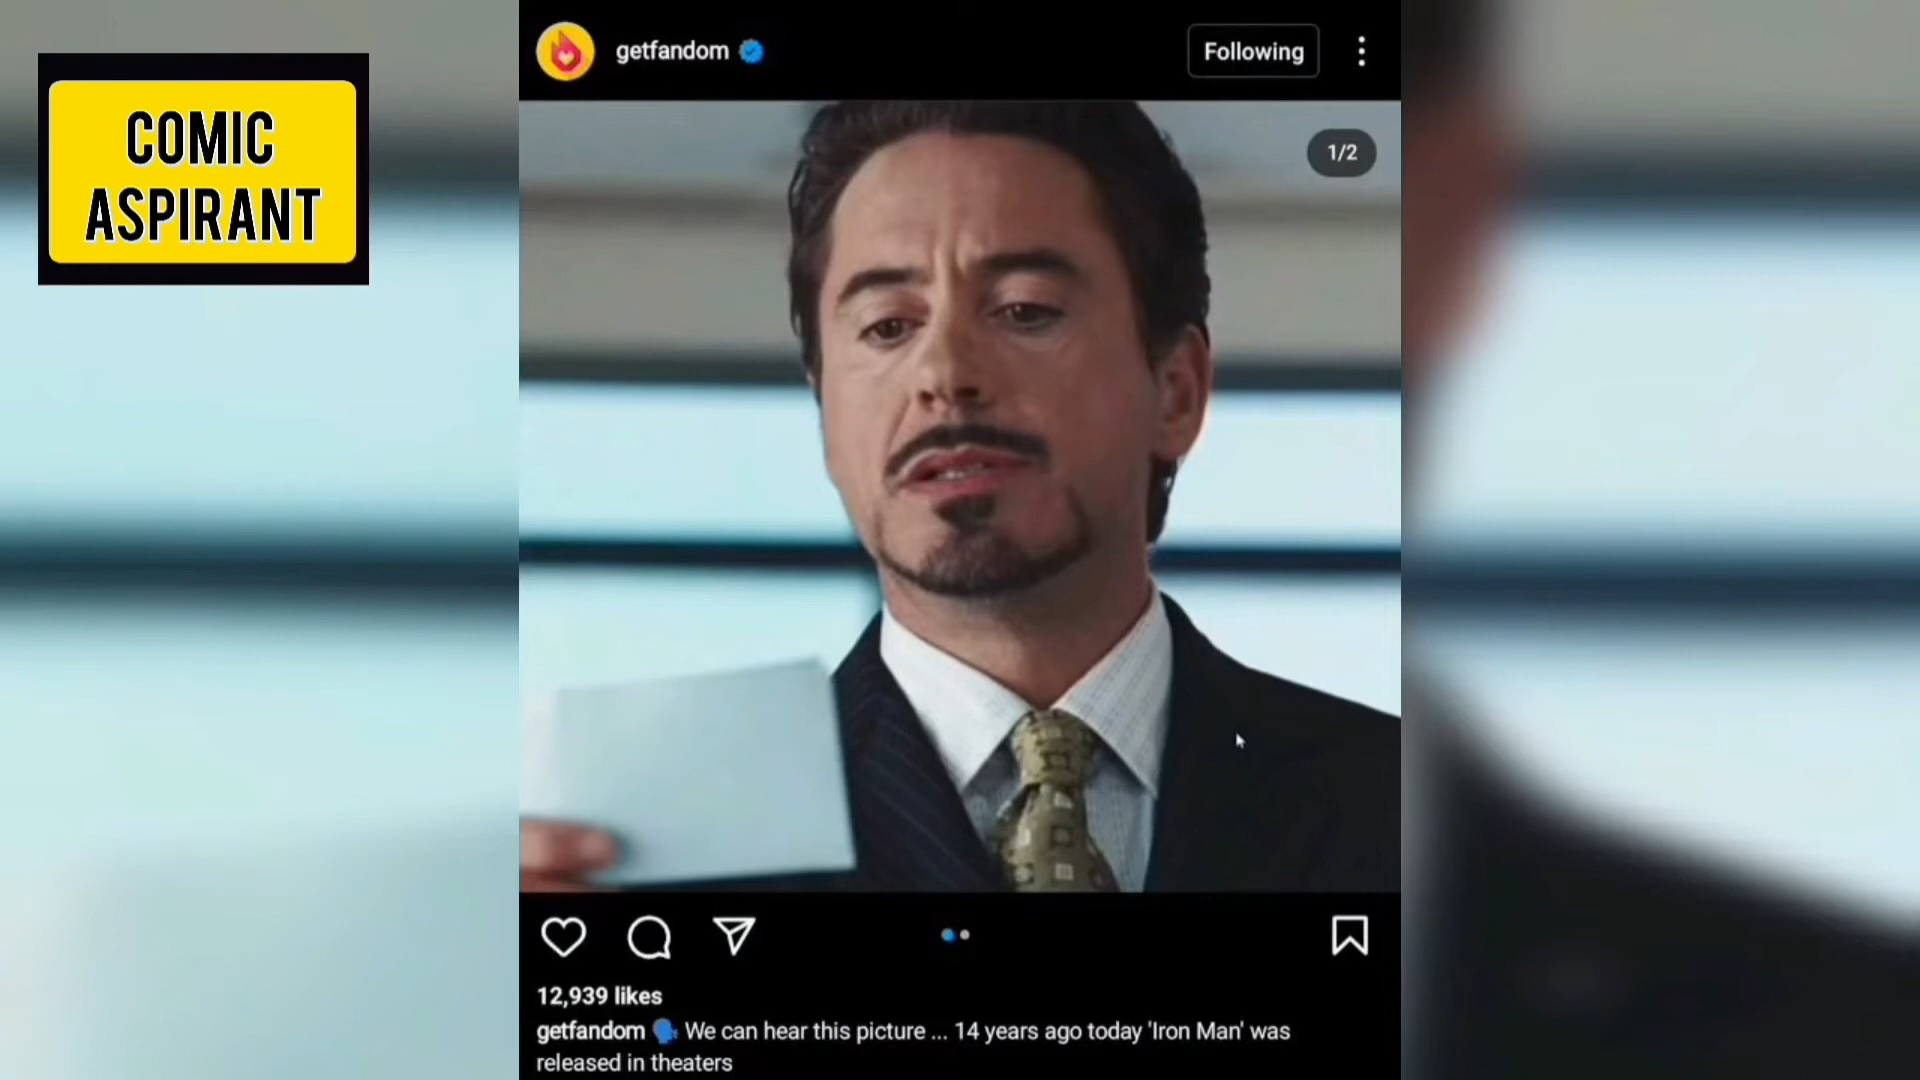 COMIC
ASPIRANT
getfandom
Following
1/2
12,939 likes
getfandom 🗣️ We can hear this picture ... 14 years ago today 'Iron Man' was
released in theaters